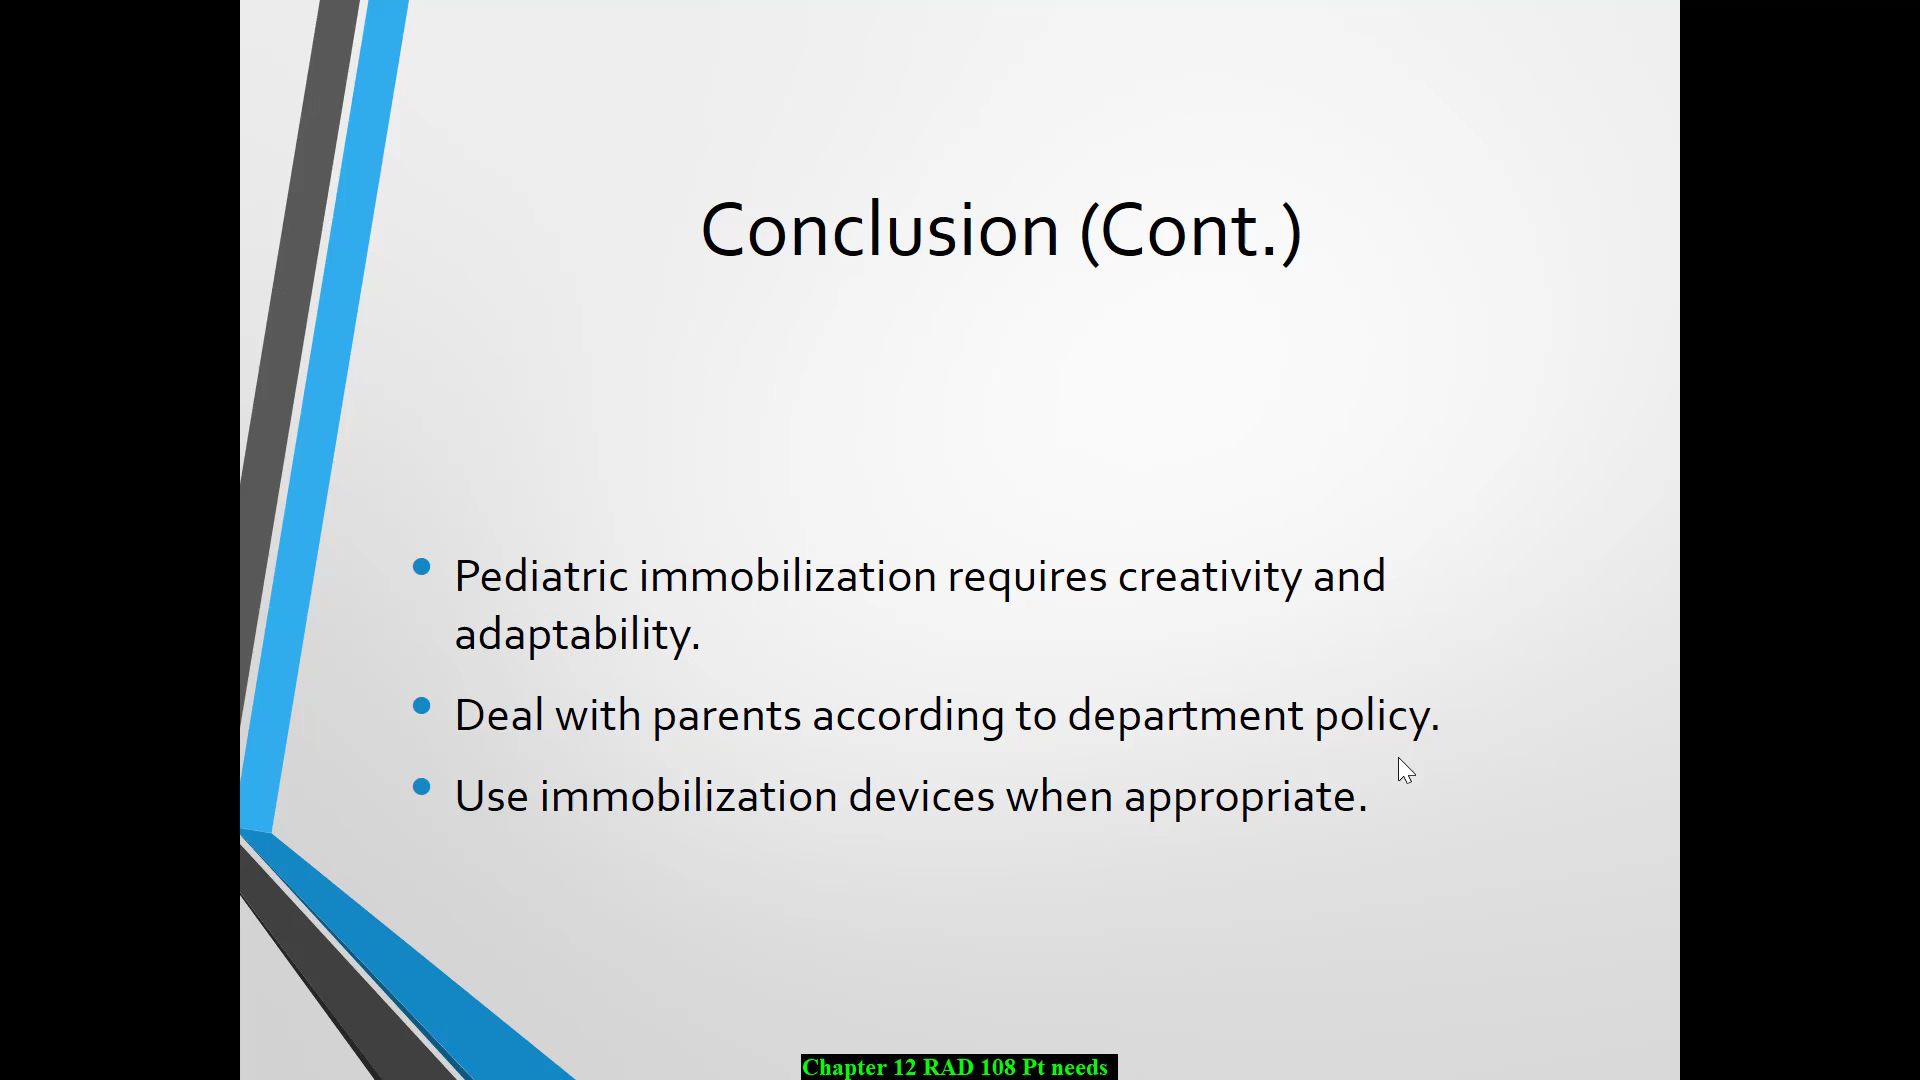 Conclusion (Cont.)
Pediatric immobilization requires creativity and
adaptability.
Deal with parents according to department policy.
Use immobilization devices when appropriate.
Chapter 12 RAD 108 Pt needs